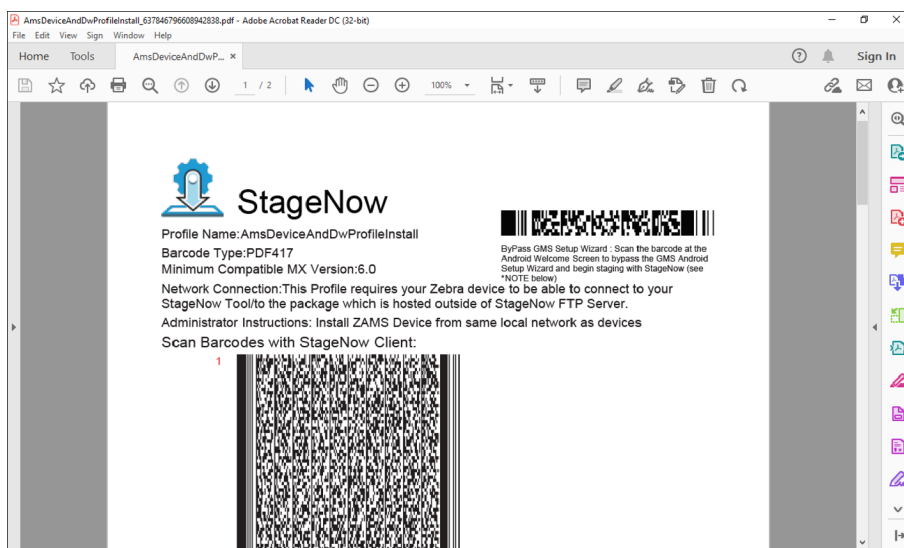 AmsDeviceAndDwProfileInstall_637846796608942838.pdf - Adobe Acrobat Reader DC (32-bit)
File Edit View Sign Window Help
Home Tools AmsDeviceAndDwP... × Sign In
1 / 2 100%
StageNow
Profile Name:AmsDeviceAndDwProfileInstall
Barcode Type:PDF417
Minimum Compatible MX Version:6.0
ByPass GMS Setup Wizard : Scan the barcode at the
Android Welcome Screen to bypass the GMS Android
Setup Wizard and begin staging with StageNow (see
*NOTE below)
Network Connection:This Profile requires your Zebra device to be able to connect to your
StageNow Tool/to the package which is hosted outside of StageNow FTP Server.
Administrator Instructions: Install ZAMS Device from same local network as devices
Scan Barcodes with StageNow Client:
1